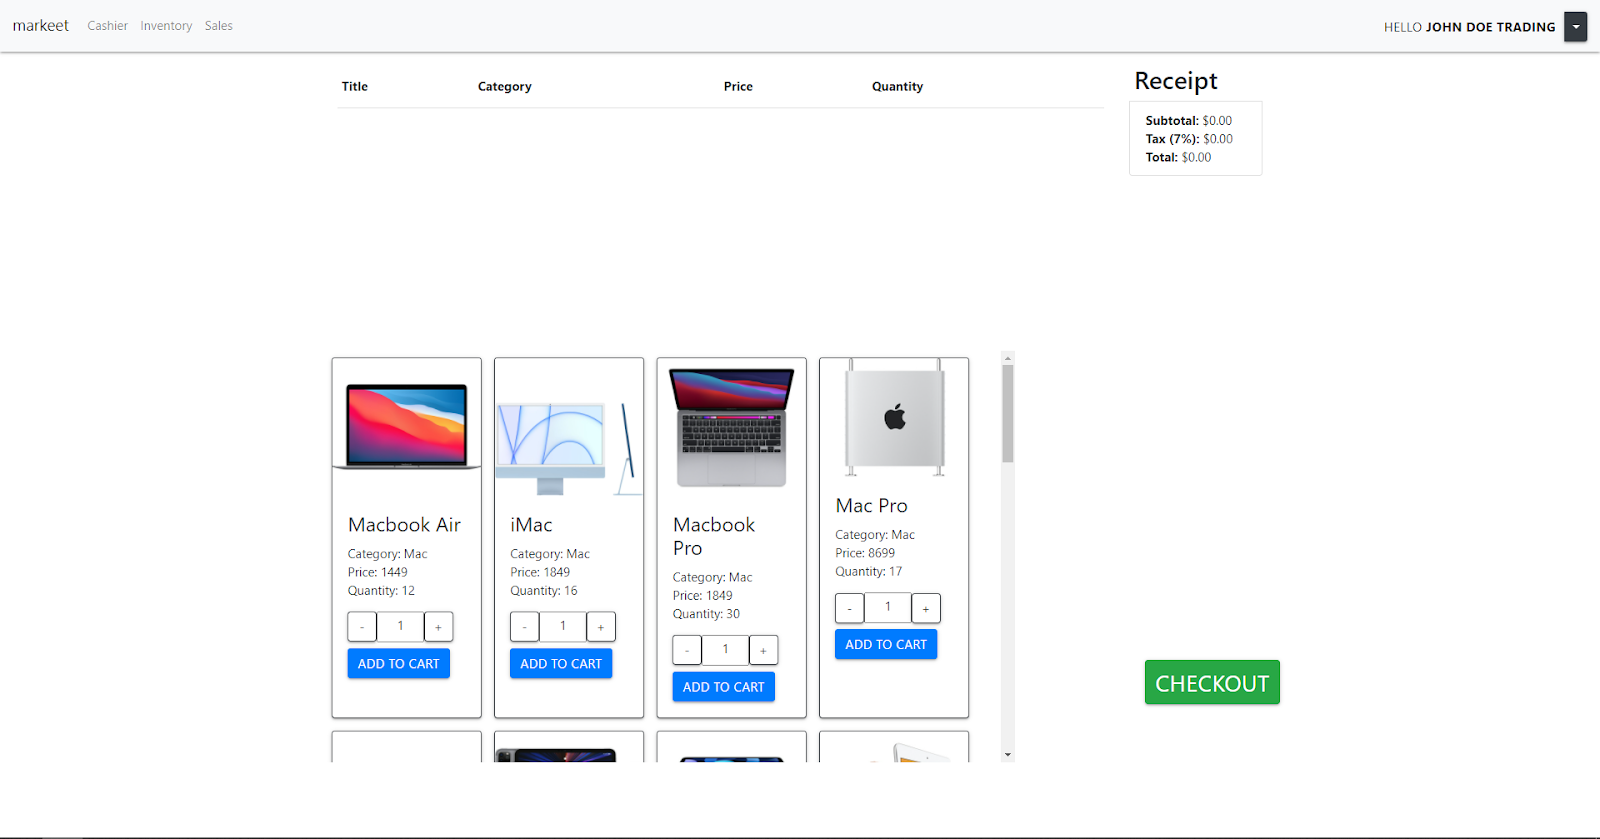 markeet Cashier Inventory Sales HELLO JOHN DOE TRADING
Title Category Price Quantity
Receipt
Subtotal: $0.00
Tax (7%): $0.00
Total: $0.00
Macbook Air
Category: Mac
Price: 1449
Quantity: 12
- 1 +
ADD TO CART
iMac
Category: Mac
Price: 1849
Quantity: 16
- 1 +
ADD TO CART
Macbook
Pro
Category: Mac
Price: 1849
Quantity: 30
- 1 +
ADD TO CART
Mac Pro
Category: Mac
Price: 8699
Quantity: 17
- 1 +
ADD TO CART
CHECKOUT